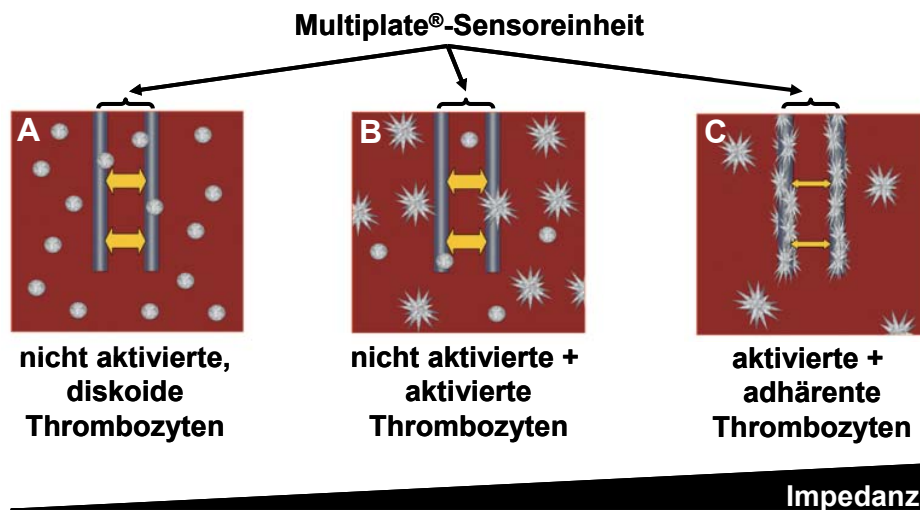 Multiplate®-Sensoreinheit
A
B
C
nicht aktivierte,
diskoide
Thrombozyten
nicht aktivierte +
aktivierte
Thrombozyten
aktivierte +
adhärente
Thrombozyten
Impedanz